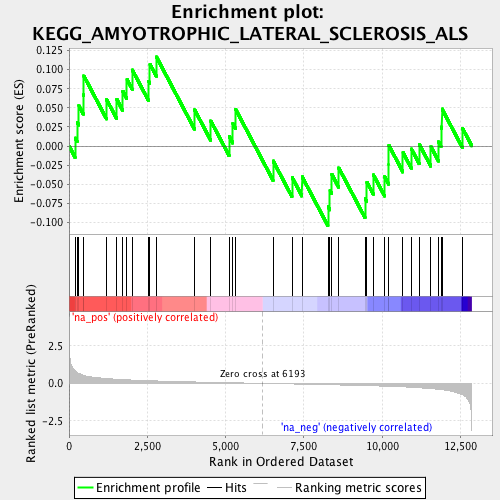 Enrichment plot:
KEGG_AMYOTROPHIC_LATERAL_SCLEROSIS_ALS
Enrichment score (ES)
0.125
0.100
0.075
0.050
0.025
0.000
-0.025
-0.050
-0.075
-0.100
'na_pos' (positively correlated)
Ranked list metric (PreRanked)
2.5
0.0
-2.5
Zero cross at 6193
'na_neg' (negatively correlated)
0
2,500
5,000
7,500
10,000
12,500
Rank in Ordered Dataset
Enrichment profile
Hits
Ranking metric scores